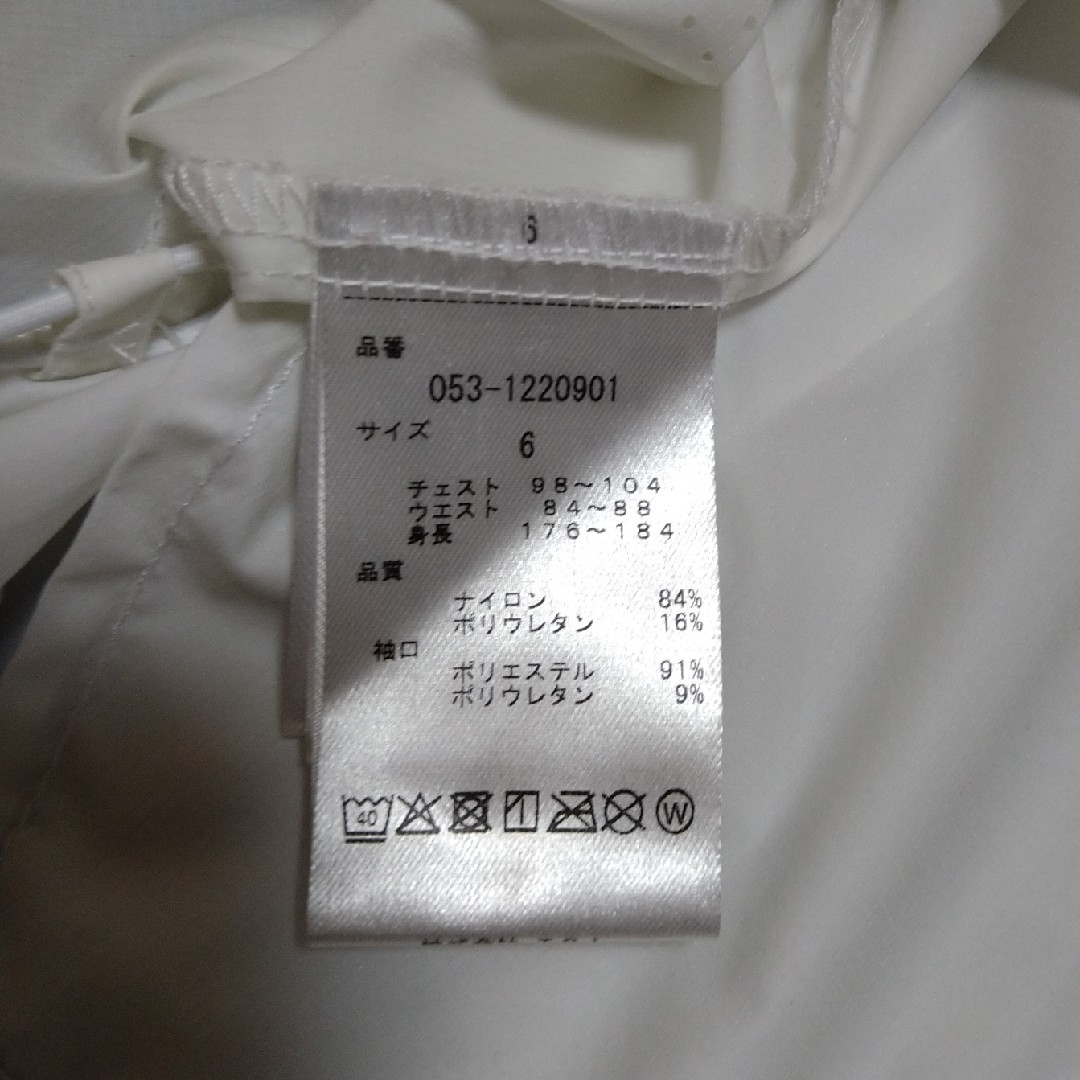 6
品番
053-1220901
サイズ
6
チェスト 98~104
ウエスト 84~88
身長 176~184
品質
ナイロン 84%
ポリウレタン 16%
袖口
ポリエステル 91%
ポリウレタン 9%
40
W